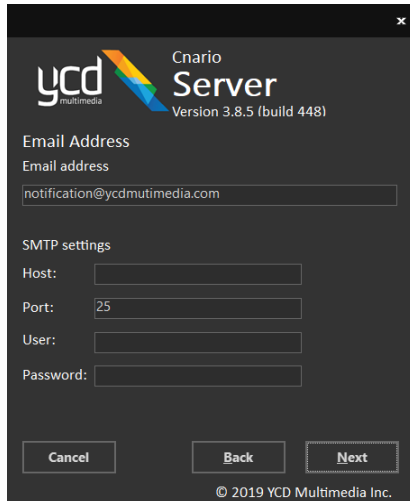 x
ycd
multimedia
Cnario
Server
Version 3.8.5 (build 448)
Email Address
Email address
notification@ycdmutimedia.com
SMTP settings
Host:
Port: 25
User:
Password:
Cancel Back Next
© 2019 YCD Multimedia Inc.